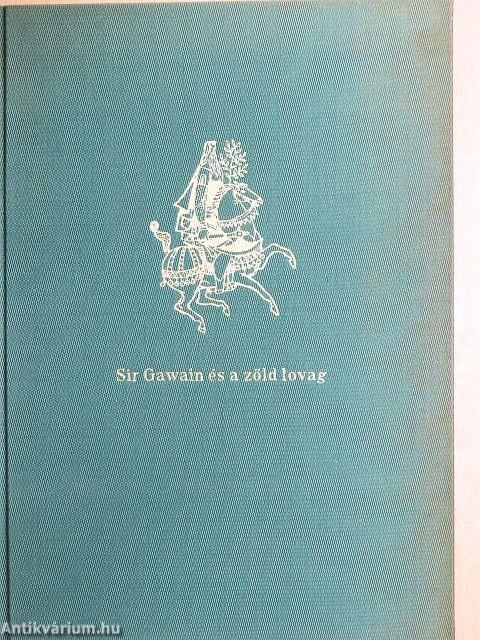 Sir Gawain és a zöld lovag
Antikvárium.hu